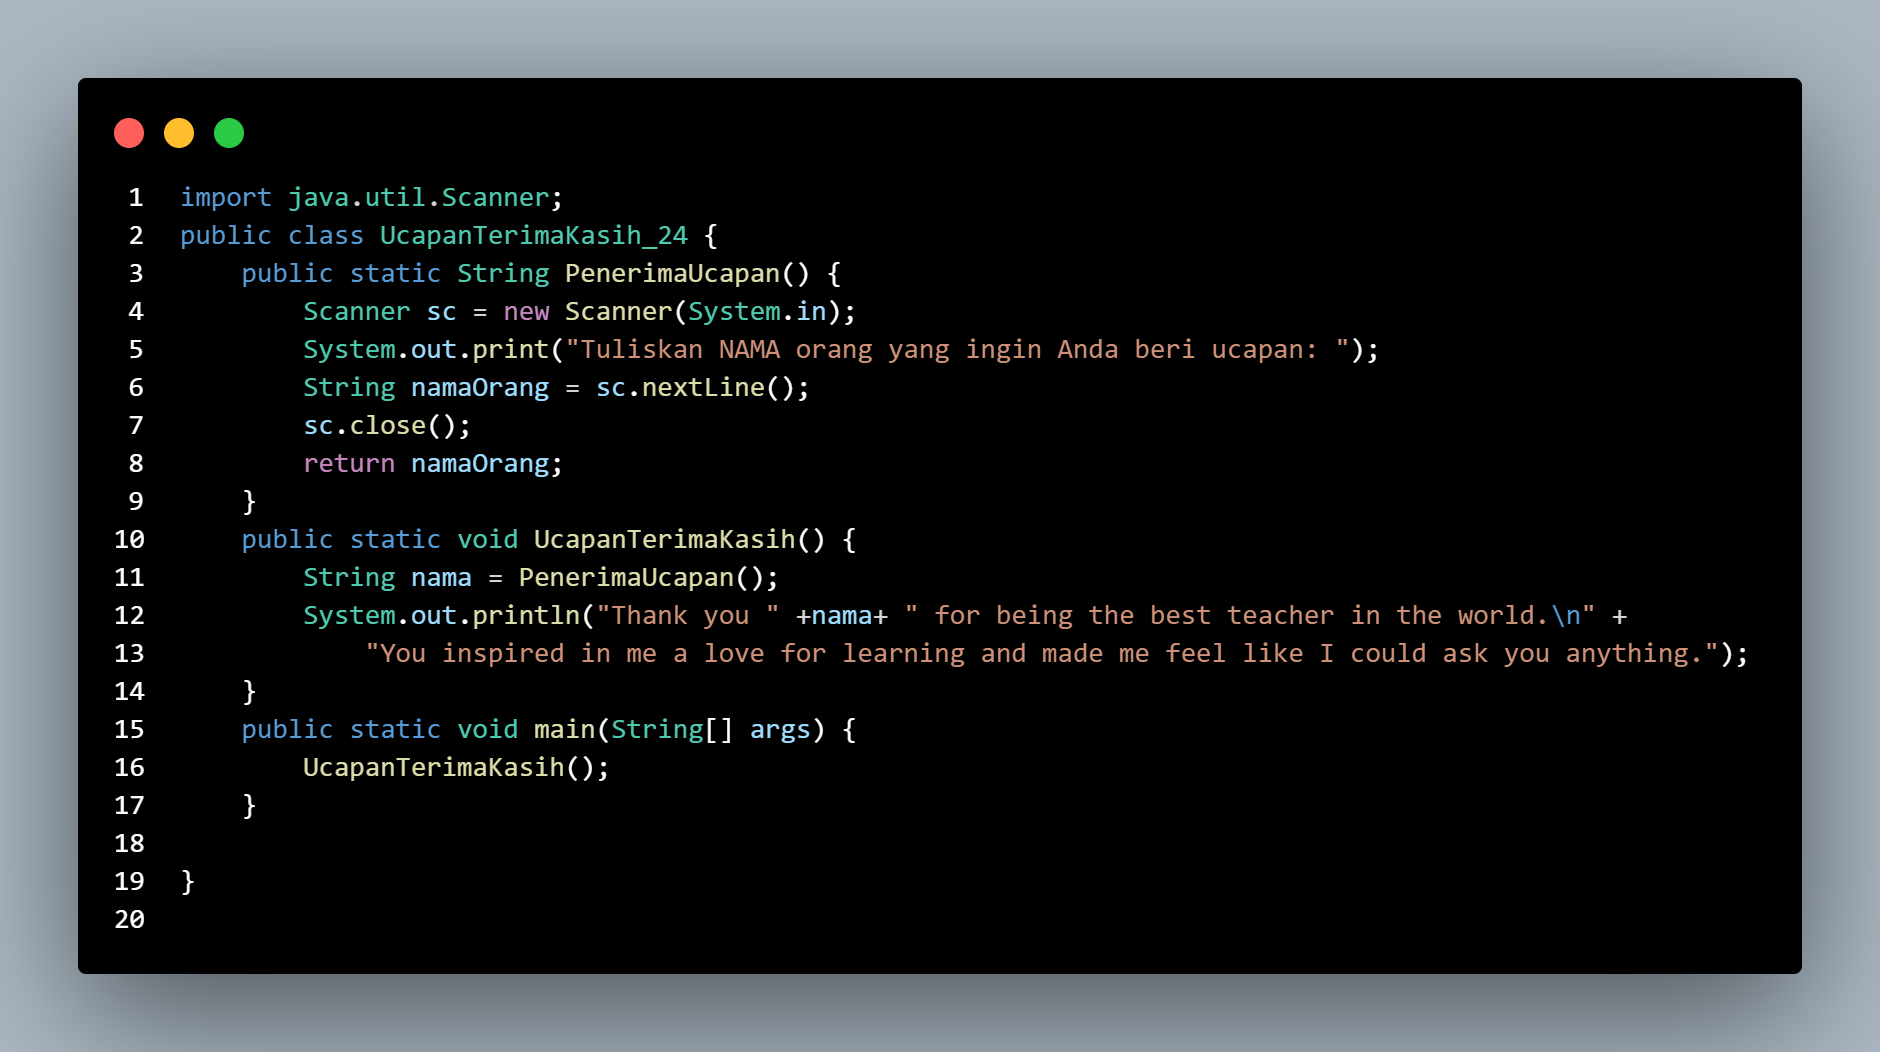 1 import java.util.Scanner;
2 public class UcapanTerimaKasih_24 {
3     public static String PenerimaUcapan() {
4         Scanner sc = new Scanner(System.in);
5         System.out.print("Tuliskan NAMA orang yang ingin Anda beri ucapan: ");
6         String namaOrang = sc.nextLine();
7         sc.close();
8         return namaOrang;
9     }
10     public static void UcapanTerimaKasih() {
11         String nama = PenerimaUcapan();
12         System.out.println("Thank you " +nama+ " for being the best teacher in the world.\n" +
13             "You inspired in me a love for learning and made me feel like I could ask you anything.");
14     }
15     public static void main(String[] args) {
16         UcapanTerimaKasih();
17     }
18
19 }
20